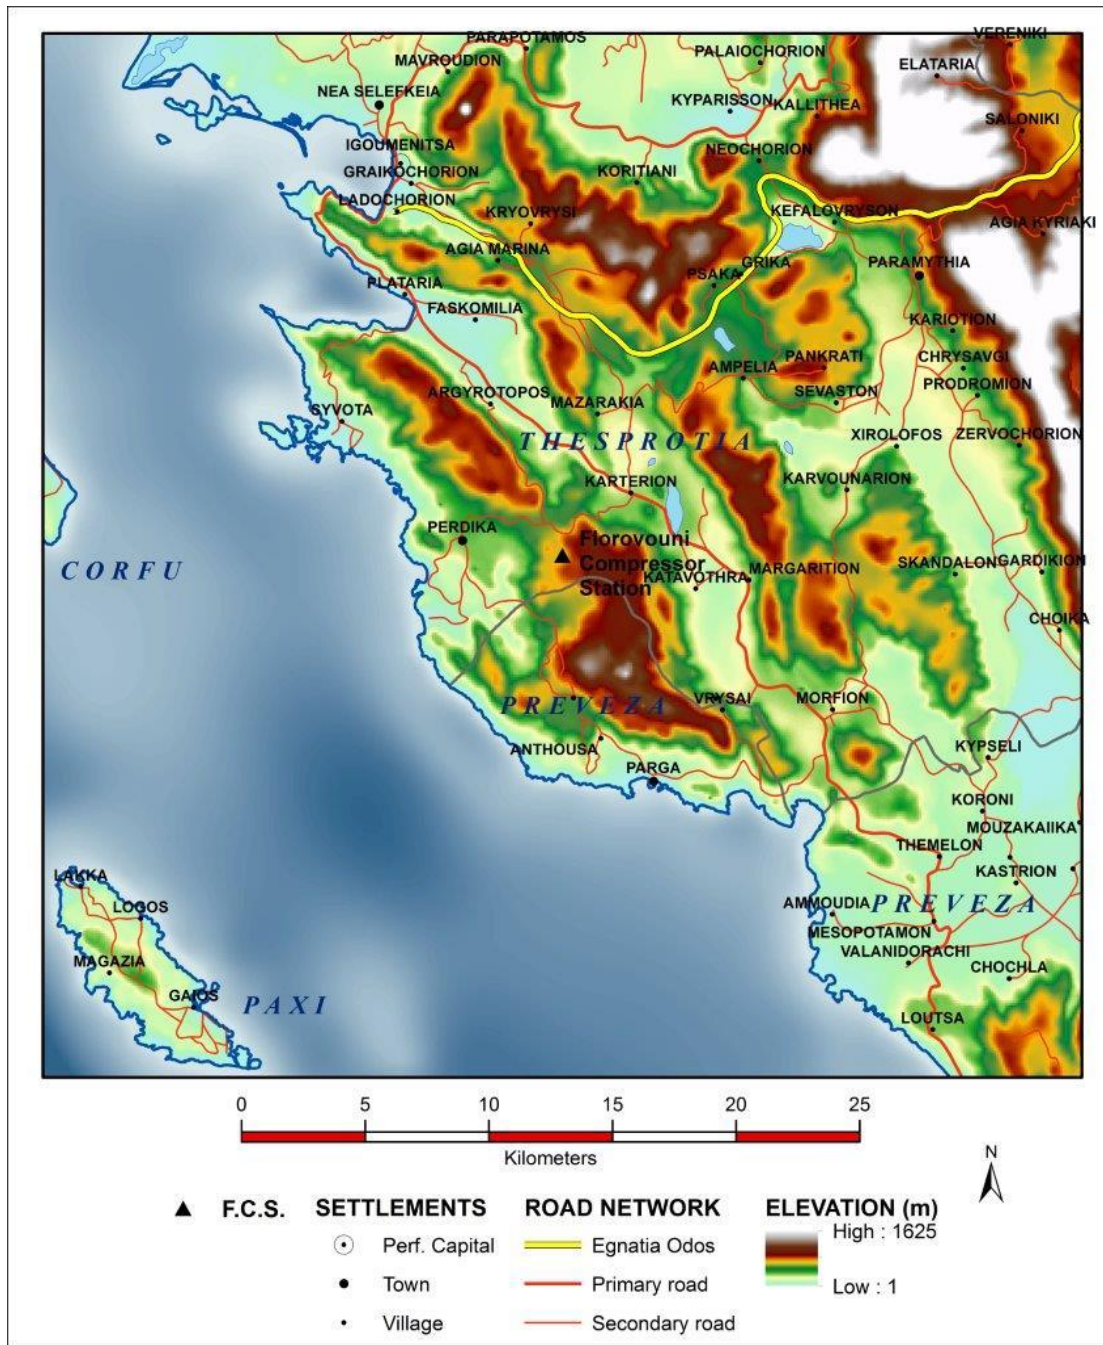 VERENIKI
PARAPOTAMOS
PALAIOCHORION
MAVROUDION
ELATARIA
NEA SELEFKEIA
KYPARISSON
KALLITHEA
SALONIKI
IGOUMENITSA
NEOCHORION
GRAIKOCHORION
KORITIANI
LADOCHORION
KRYOVRYSI
KEFALOVRYSON
AGIA KYRIAKI
AGIA MARINA
GRIKA
PARAMYTHIA
PSAKA
PLATARIA
FASKOMILIA
KARIOTION
AMPELIA
PANKRATI
CHRYSAVGI
PRODROMION
ARGYROTOPOS
SEVASTON
MAZARAKIA
SYVOTA
THESPROTIA
XIROLOFOS
ZERVOCHORION
KARTERION
KARVOUNARION
PERDIKA
Florovouni
Compressor
Station
CORFU
KATAVOTHRA
MARGARITION
SKANDALON
GARDIKION
CHOIKA
PREVEZA
VRYSAI
MORFION
ANTHOUSA
KYPSELI
PARGA
KORONI
MOUZAKAIIKA
THEMELON
KASTRION
LAKKA
LOGOS
AMMOUDIA
PREVEZA
MESOPOTAMON
VALANIDORACHI
MAGAZIA
CHOCHLA
GAIOS
PAXI
LOUTSA
0 5 10 15 20 25
Kilometers
N
F.C.S.
SETTLEMENTS
Perf. Capital
Town
Village
ROAD NETWORK
Egnatia Odos
Primary road
Secondary road
ELEVATION (m)
High : 1625
Low : 1